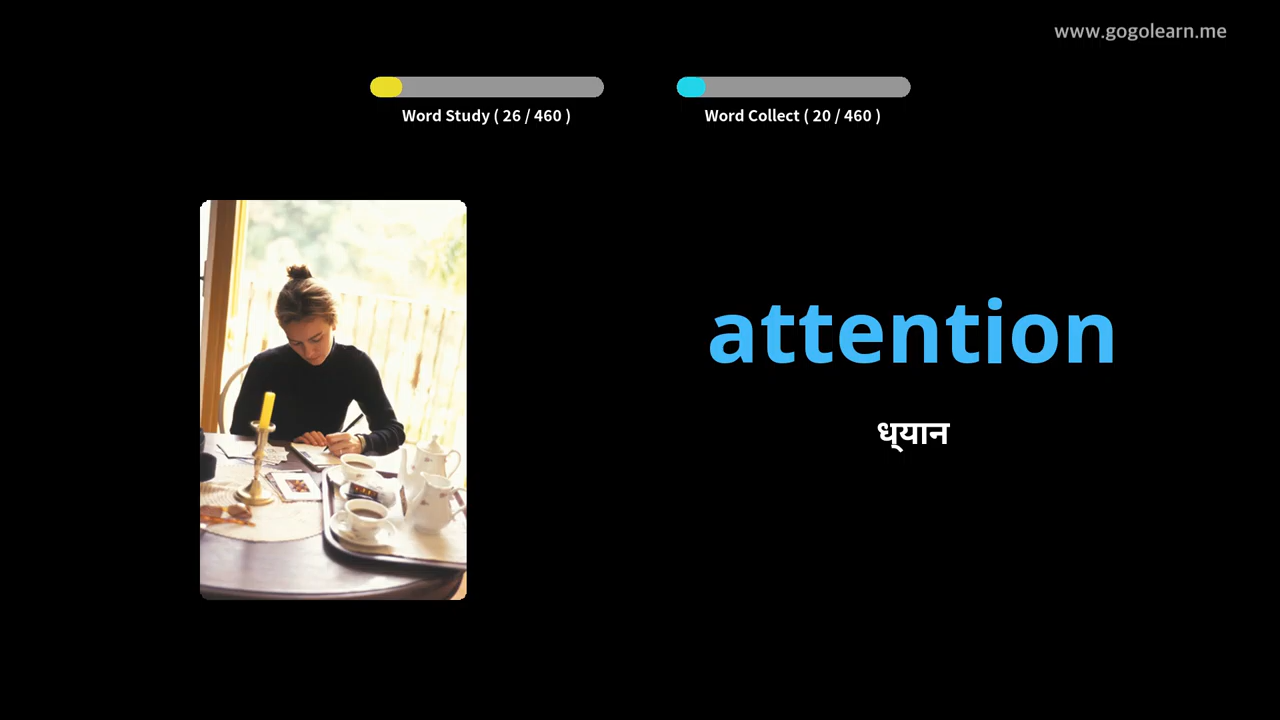 www.gogolearn.me
Word Study ( 26 / 460 )
Word Collect ( 20 / 460 )
attention
ध्यान